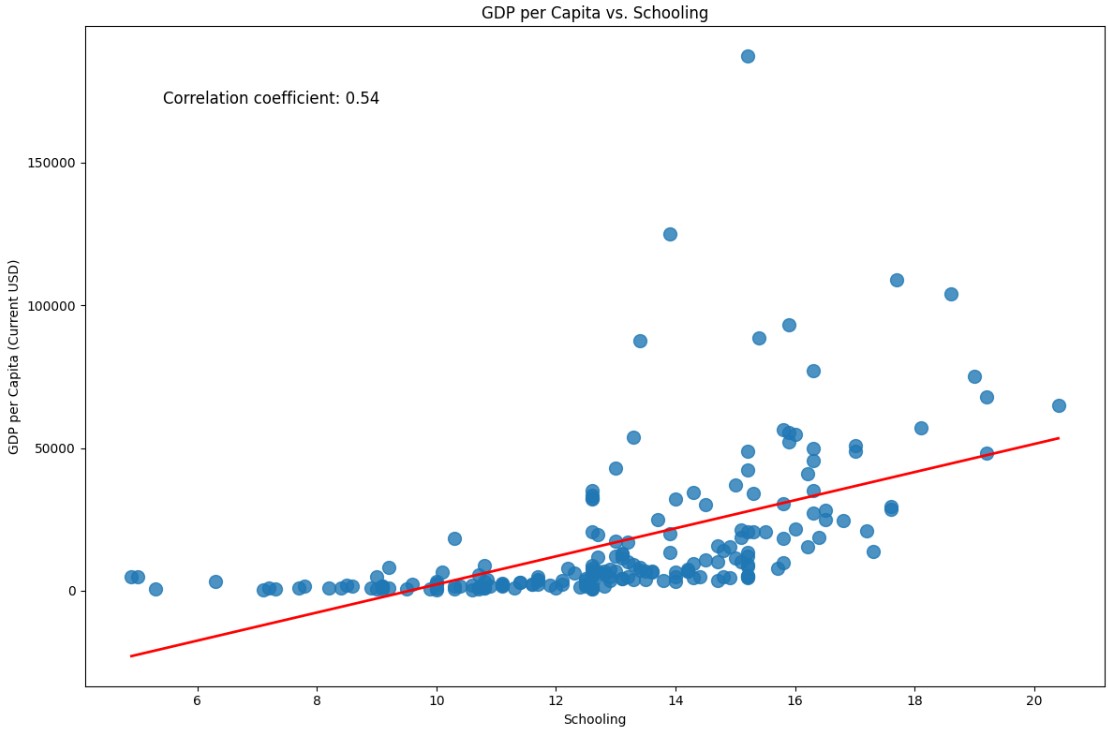 GDP per Capita vs. Schooling
Correlation coefficient: 0.54
GDP per Capita (Current USD)
150000
100000
50000
0
6 8 10 12 14 16 18 20
Schooling